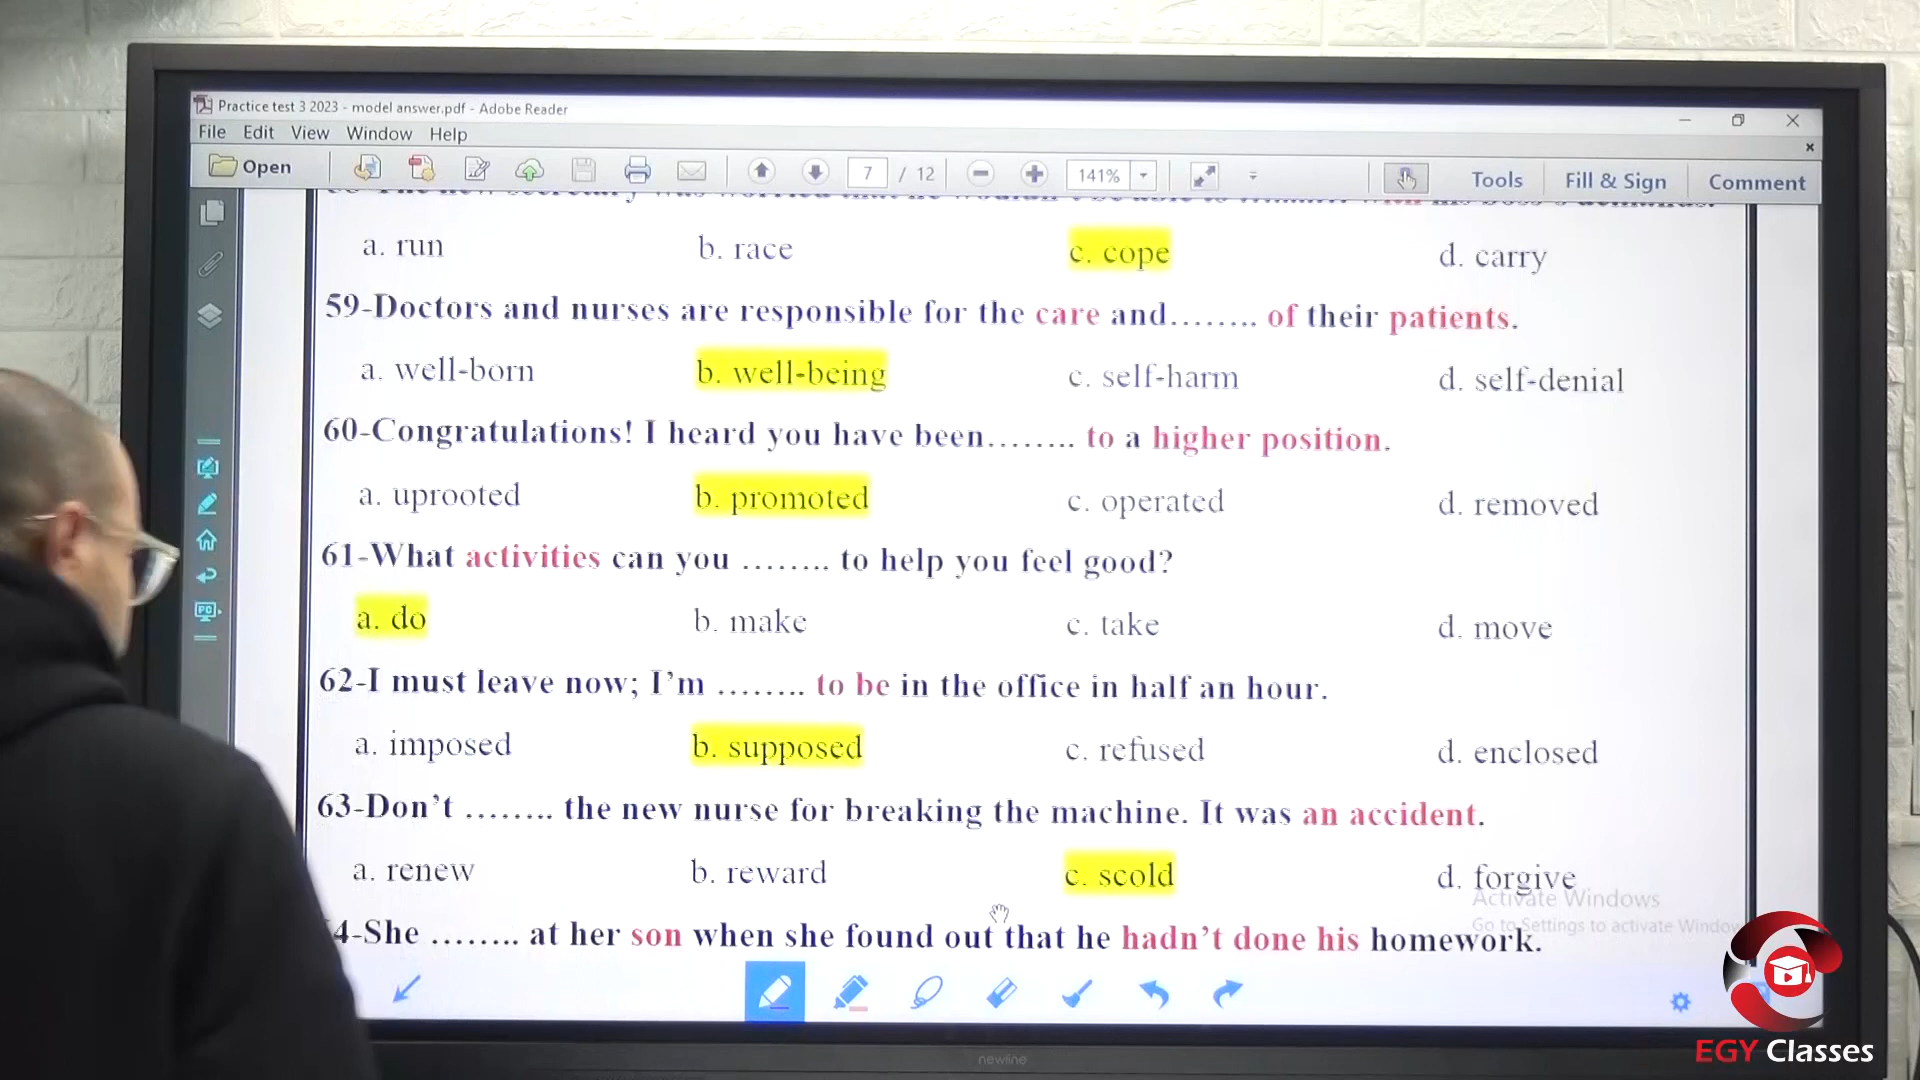 Practice test 3 2023 - model answer.pdf - Adobe Reader
File Edit View Window Help
Open 7 / 12 141% Tools Fill & Sign Comment
a. run b. race c. cope d. carry
59-Doctors and nurses are responsible for the care and........ of their patients.
a. well-born b. well-being c. self-harm d. self-denial
60-Congratulations! I heard you have been........ to a higher position.
a. uprooted b. promoted c. operated d. removed
61-What activities can you ........ to help you feel good?
a. do b. make c. take d. move
62-I must leave now; I'm ........ to be in the office in half an hour.
a. imposed b. supposed c. refused d. enclosed
63-Don't ........ the new nurse for breaking the machine. It was an accident.
a. renew b. reward c. scold d. forgive
Activate Windows
Go to Settings to activate Window
4-She ........ at her son when she found out that he hadn't done his homework.
newline
EGY Classes